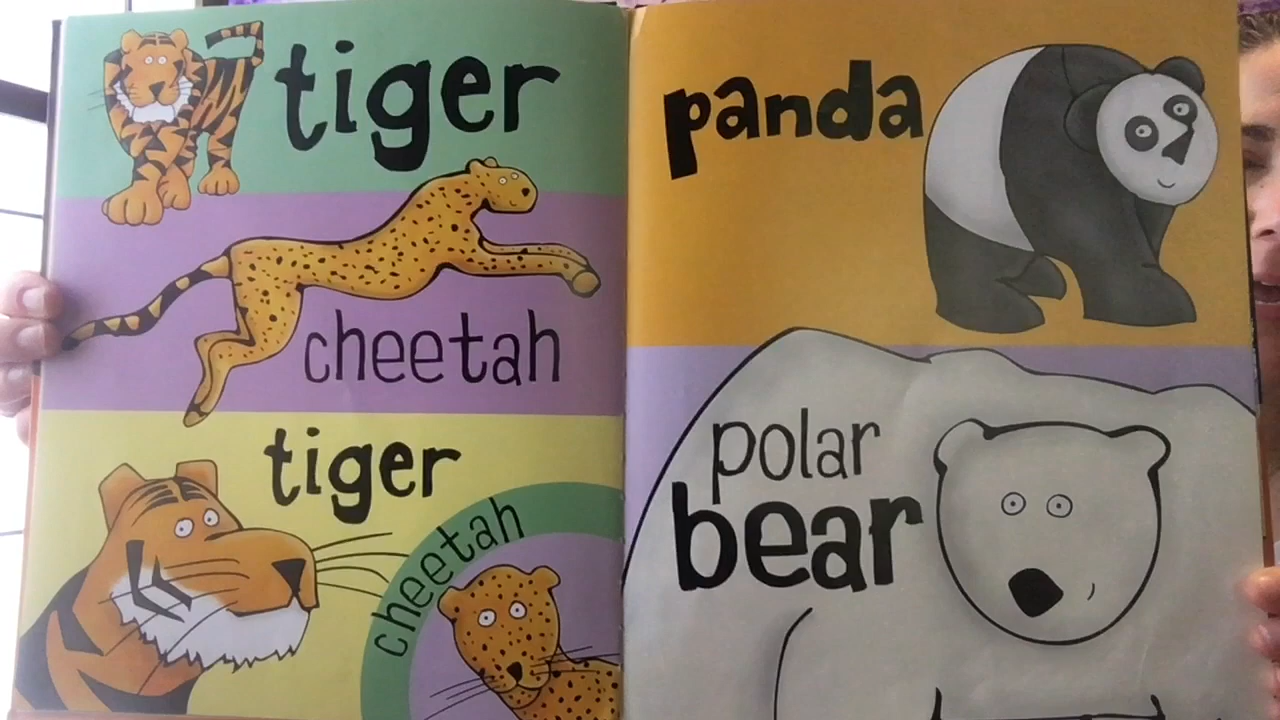 tiger
cheetah
tiger
cheetah
panda
polar
bear